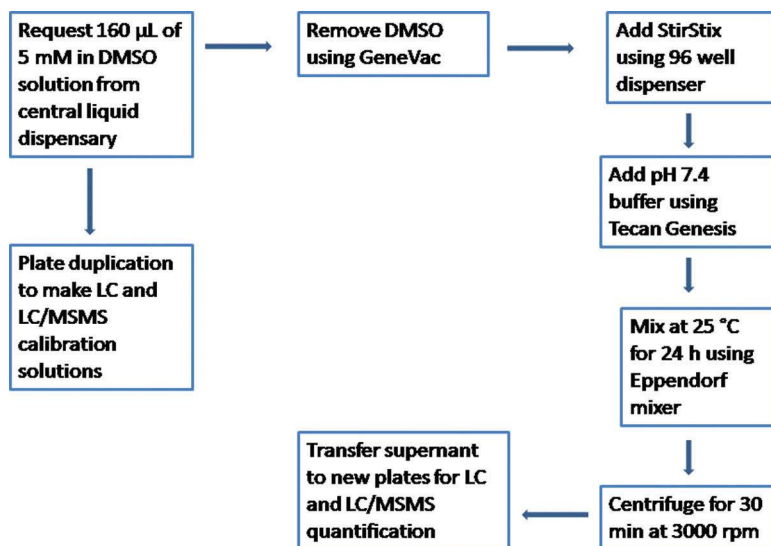 Request 160 µL of
5 mM in DMSO
solution from
central liquid
dispensary
Remove DMSO
using GeneVac
Add StirStix
using 96 well
dispenser
Add pH 7.4
buffer using
Tecan Genesis
Plate duplication
to make LC and
LC/MSMS
calibration
solutions
Mix at 25 °C
for 24 h using
Eppendorf
mixer
Centrifuge for 30
min at 3000 rpm
Transfer supernant
to new plates for LC
and LC/MSMS
quantification